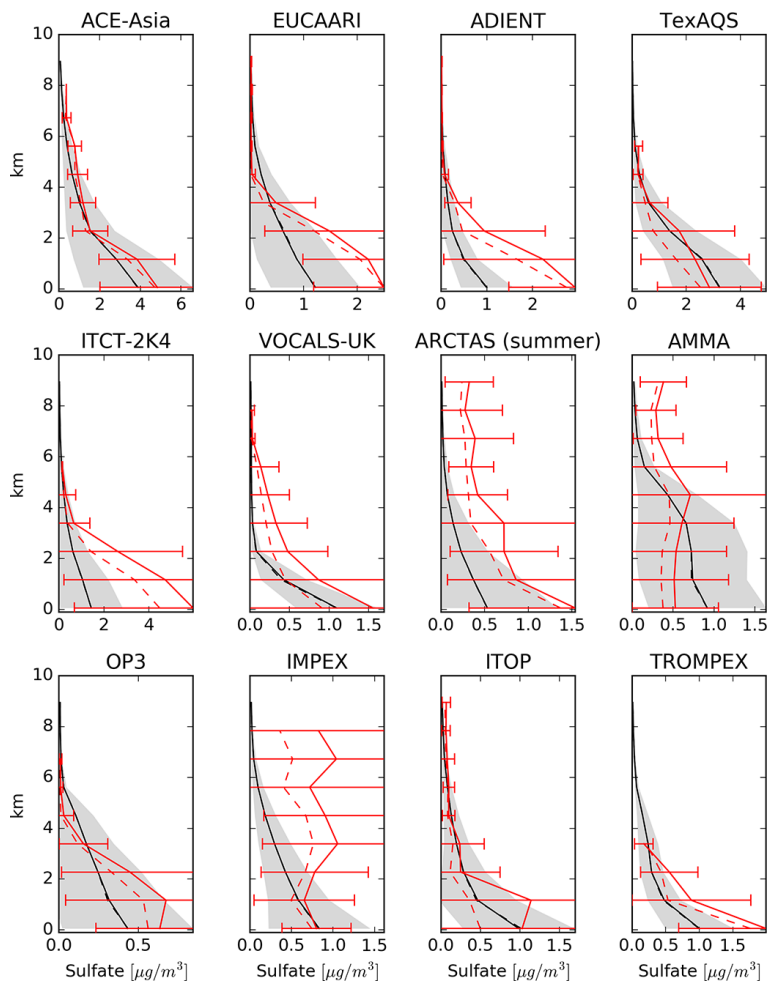 ACE-Asia EUCAARI ADIENT TexAQS
10
8
6
km
4
2
0
0 2 4 6 0 1 2 0 1 2 0 2 4
ITCT-2K4 VOCALS-UK ARCTAS (summer) AMMA
10
8
6
km
4
2
0
0 2 4 6 0.0 0.5 1.0 1.5 0.0 0.5 1.0 1.5 0.0 0.5 1.0 1.5
OP3 IMPEX ITOP TROMPEX
10
8
6
km
4
2
0
0.0 0.5 0.0 0.5 1.0 1.5 0.0 0.5 1.0 1.5 0.0 0.5 1.0 1.5
Sulfate [μg/m³] Sulfate [μg/m³] Sulfate [μg/m³] Sulfate [μg/m³]